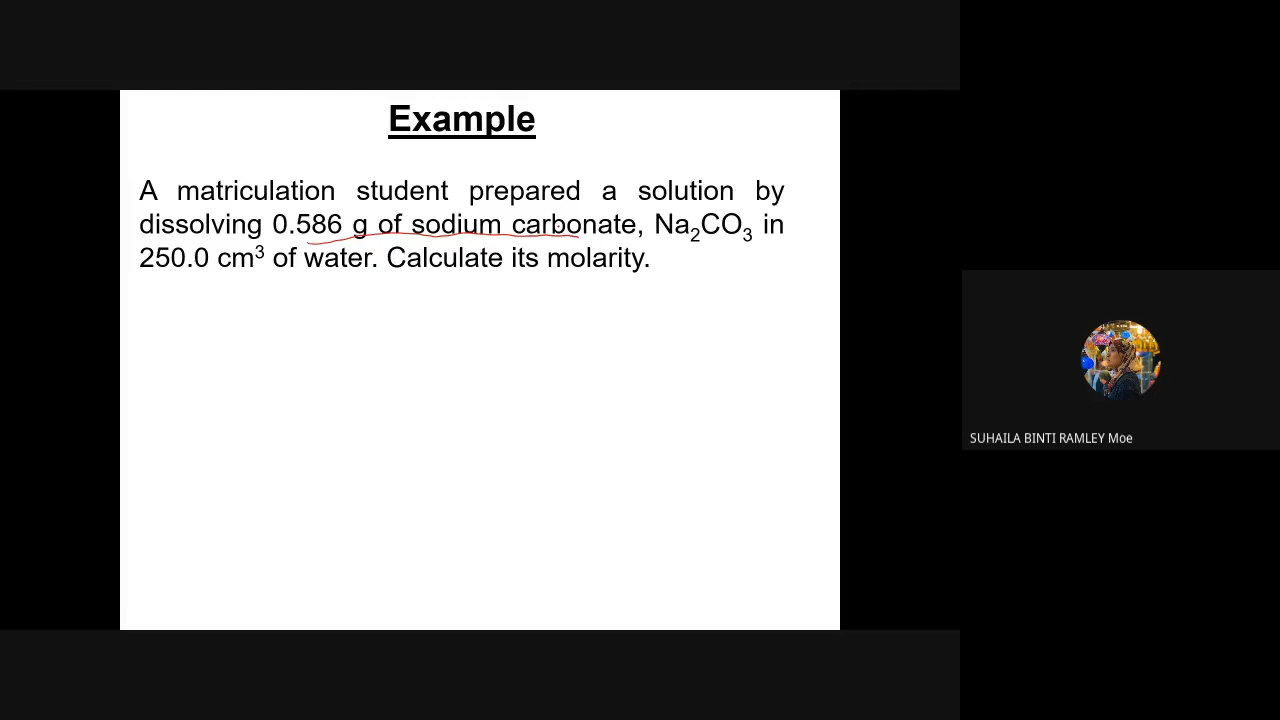 Example
A matriculation student prepared a solution by
dissolving 0.586 g of sodium carbonate, Na₂CO₃ in
250.0 cm³ of water. Calculate its molarity.
SUHAILA BINTI RAMLEY Moe